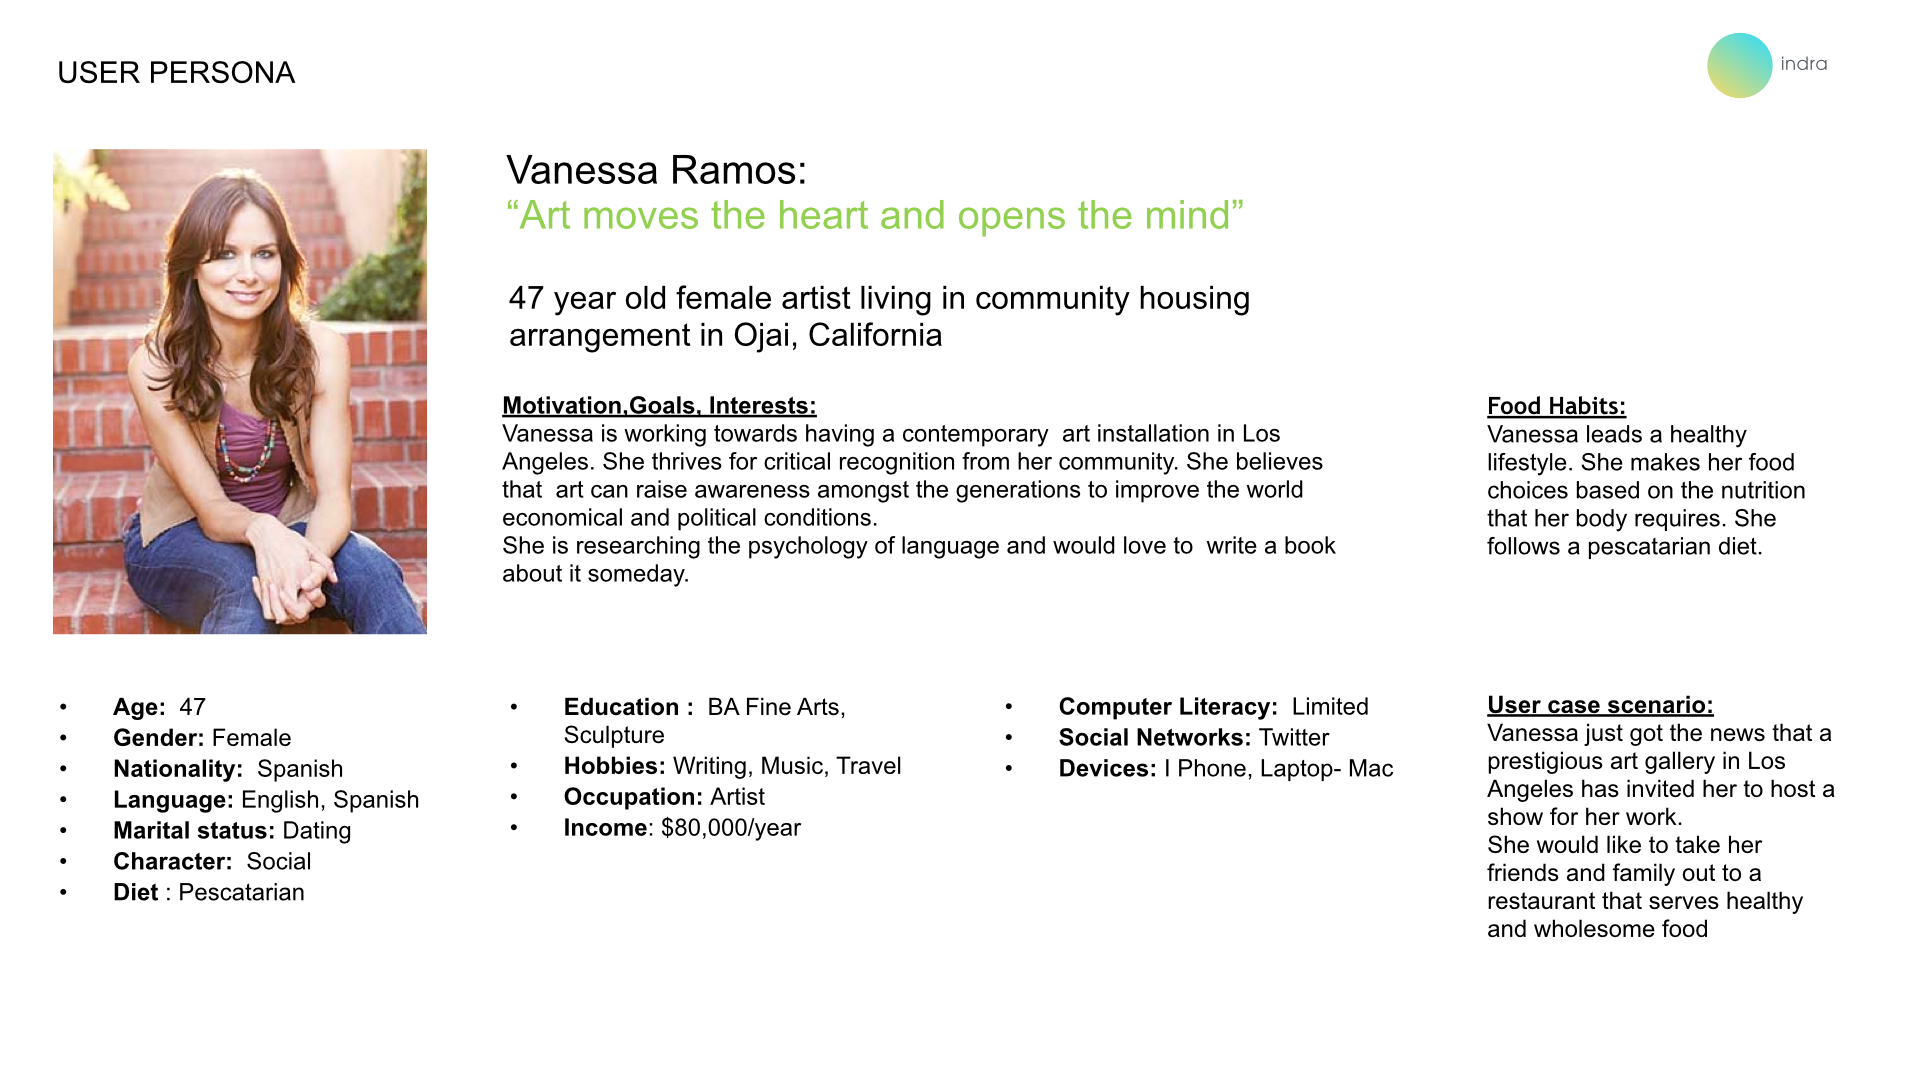 USER PERSONA
indra
Vanessa Ramos:
“Art moves the heart and opens the mind”
47 year old female artist living in community housing
arrangement in Ojai, California
Motivation,Goals, Interests:
Vanessa is working towards having a contemporary  art installation in Los
Angeles. She thrives for critical recognition from her community. She believes
that  art can raise awareness amongst the generations to improve the world
economical and political conditions.
She is researching the psychology of language and would love to  write a book
about it someday.
Food Habits:
Vanessa leads a healthy
lifestyle. She makes her food
choices based on the nutrition
that her body requires. She
follows a pescatarian diet.
• Age:  47
• Gender: Female
• Nationality:  Spanish
• Language: English, Spanish
• Marital status: Dating
• Character:  Social
• Diet : Pescatarian
• Education :  BA Fine Arts,
Sculpture
• Hobbies: Writing, Music, Travel
• Occupation: Artist
• Income: $80,000/year
• Computer Literacy:  Limited
• Social Networks: Twitter
• Devices: I Phone, Laptop- Mac
User case scenario:
Vanessa just got the news that a
prestigious art gallery in Los
Angeles has invited her to host a
show for her work.
She would like to take her
friends and family out to a
restaurant that serves healthy
and wholesome food